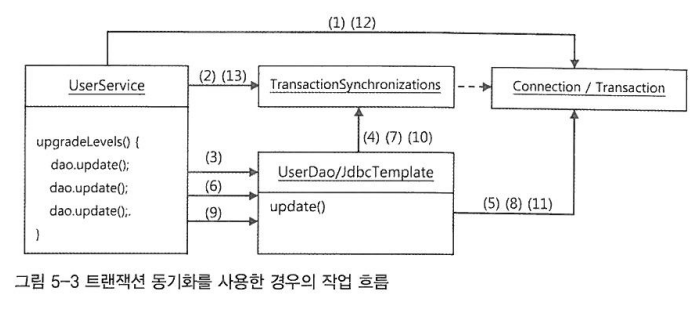 (1) (12)
UserService
(2) (13)
TransactionSynchronizations
Connection / Transaction
(4) (7) (10)
upgradeLevels() {
dao.update();
dao.update();
dao.update();.
}
(3)
(6)
(9)
UserDao/JdbcTemplate
update()
(5) (8) (11)
그림 5-3 트랜잭션 동기화를 사용한 경우의 작업 흐름